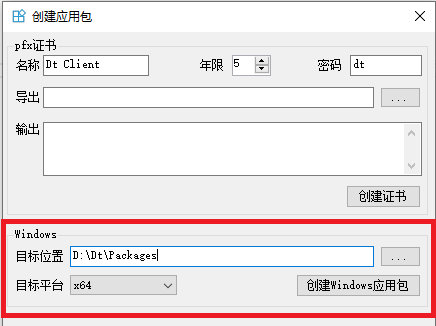 创建应用包
pfx证书
名称 Dt Client 年限 5 密码 dt
导出 ...
输出
创建证书
Windows
目标位置 D:\Dt\Packages ...
目标平台 x64 创建Windows应用包